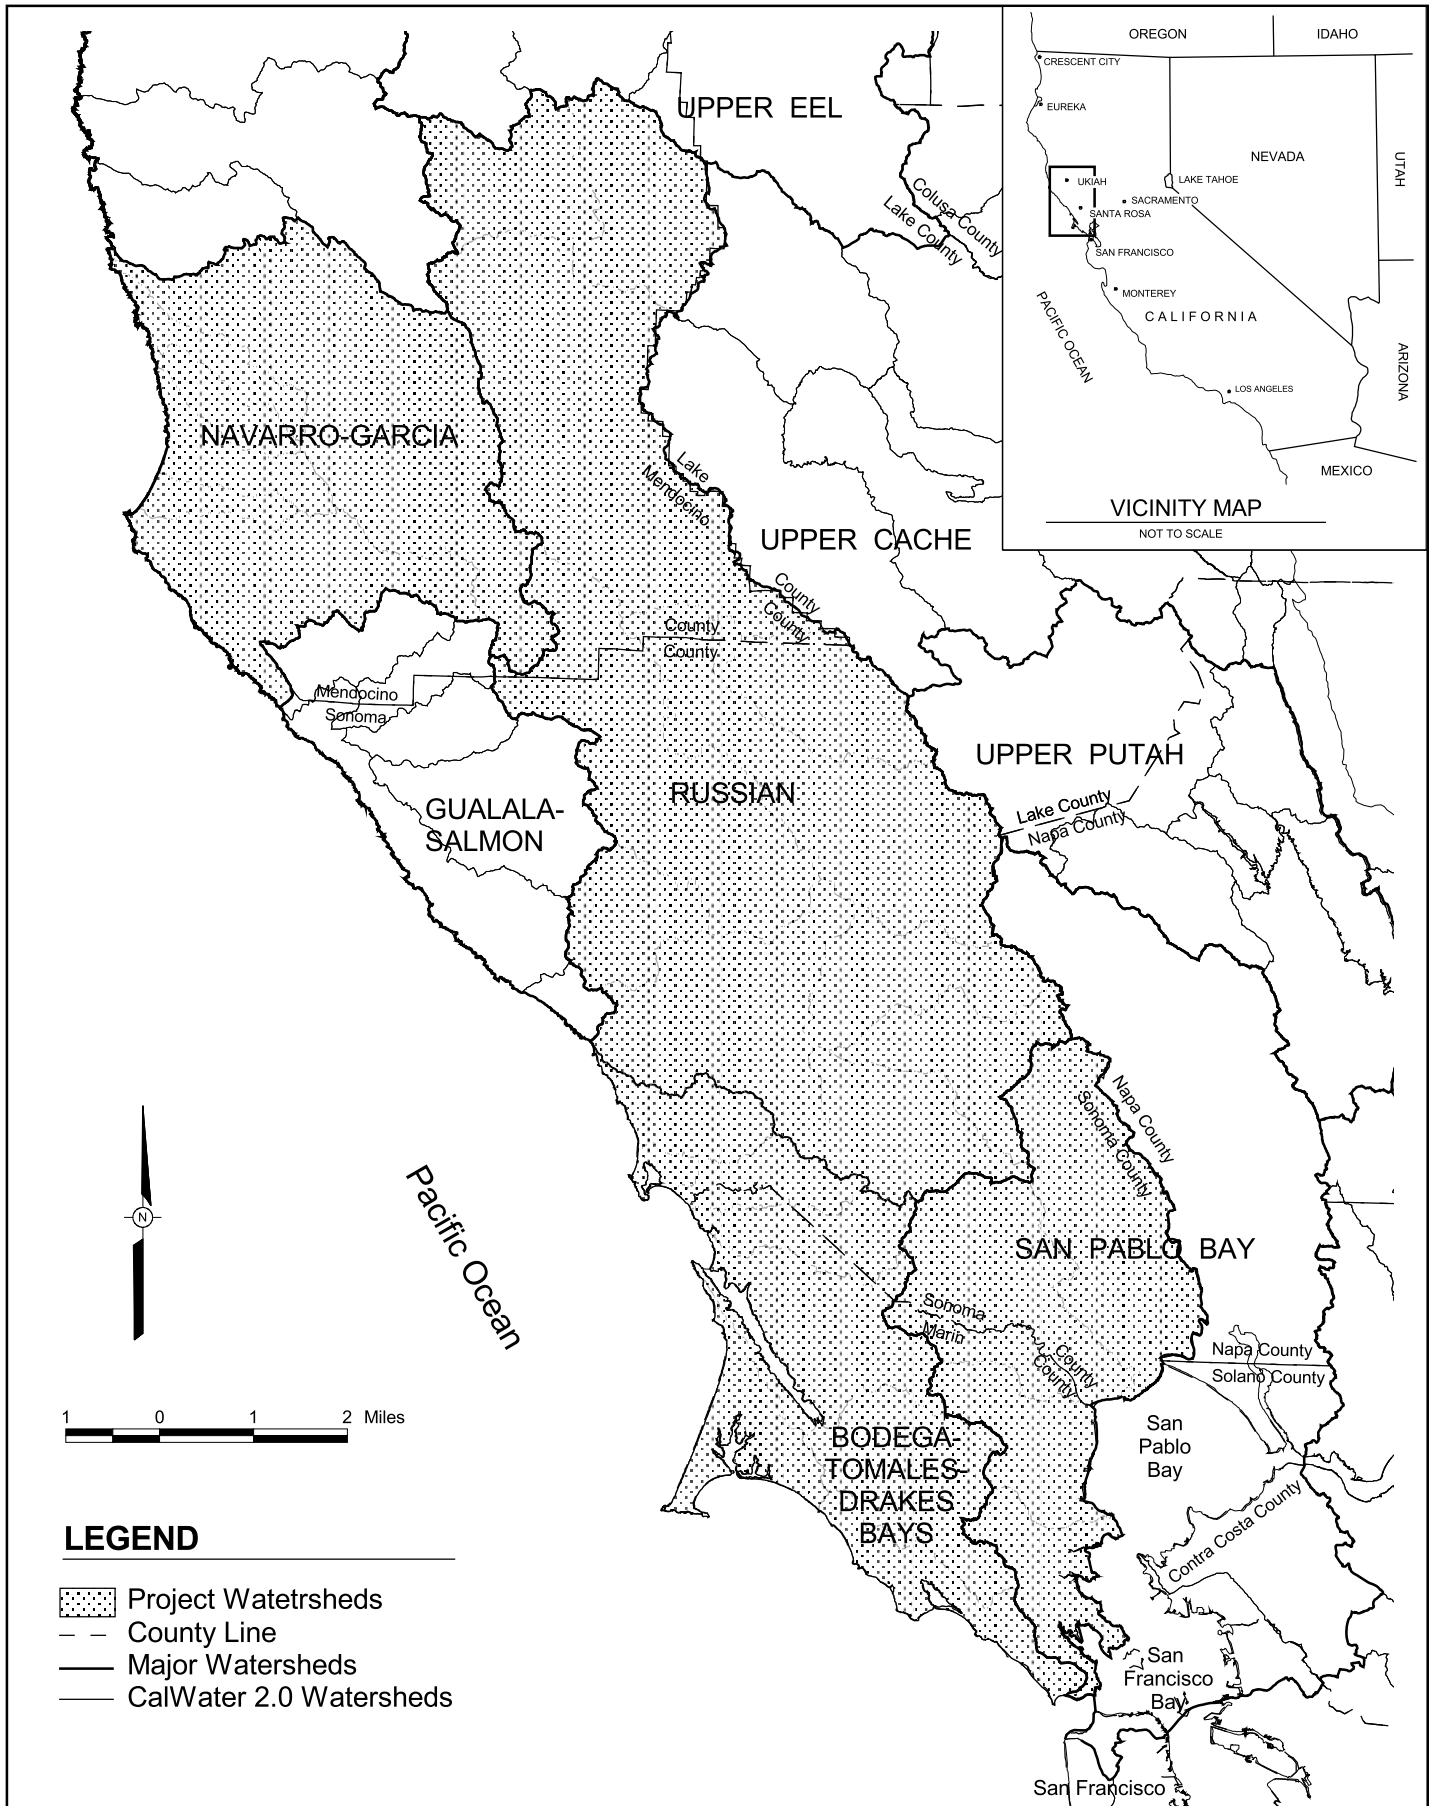 OREGON
IDAHO
CRESCENT CITY
EUREKA
NEVADA
UTAH
UKIAH
LAKE TAHOE
SACRAMENTO
SANTA ROSA
SAN FRANCISCO
MONTEREY
PACIFIC OCEAN
CALIFORNIA
ARIZONA
LOS ANGELES
MEXICO
VICINITY MAP
NOT TO SCALE
UPPER EEL
Colusa County
Lake County
NAVARRO-GARCIA
Lake
Mendocino
UPPER CACHE
County
County
County
County
Mendocino
Sonoma
UPPER PUTAH
RUSSIAN
Lake County
Napa County
GUALALA-
SALMON
Napa County
Sonoma County
Pacific Ocean
N
SAN PABLO BAY
Sonoma
Marin
County
County
Napa County
Solano County
San
Pablo
Bay
1 0 1 2 Miles
BODEGA-
TOMALES-
DRAKES
BAYS
Contra Costa County
LEGEND
Project Watetrsheds
County Line
Major Watersheds
CalWater 2.0 Watersheds
San
Francisco
Bay
San Francisco